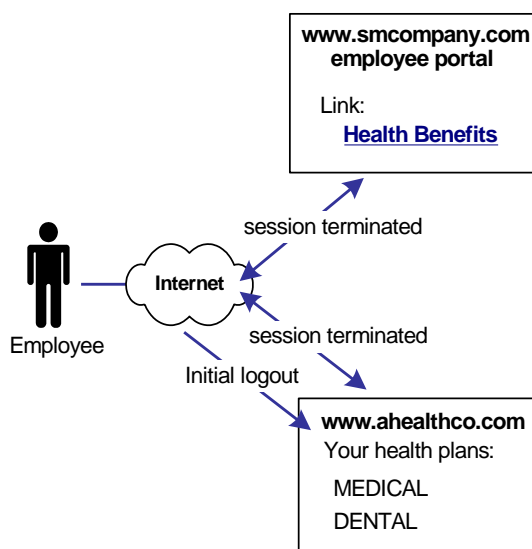 www.smcompany.com
employee portal
Link:
Health Benefits
session terminated
Internet
Employee
session terminated
Initial logout
www.ahealthco.com
Your health plans:
MEDICAL
DENTAL